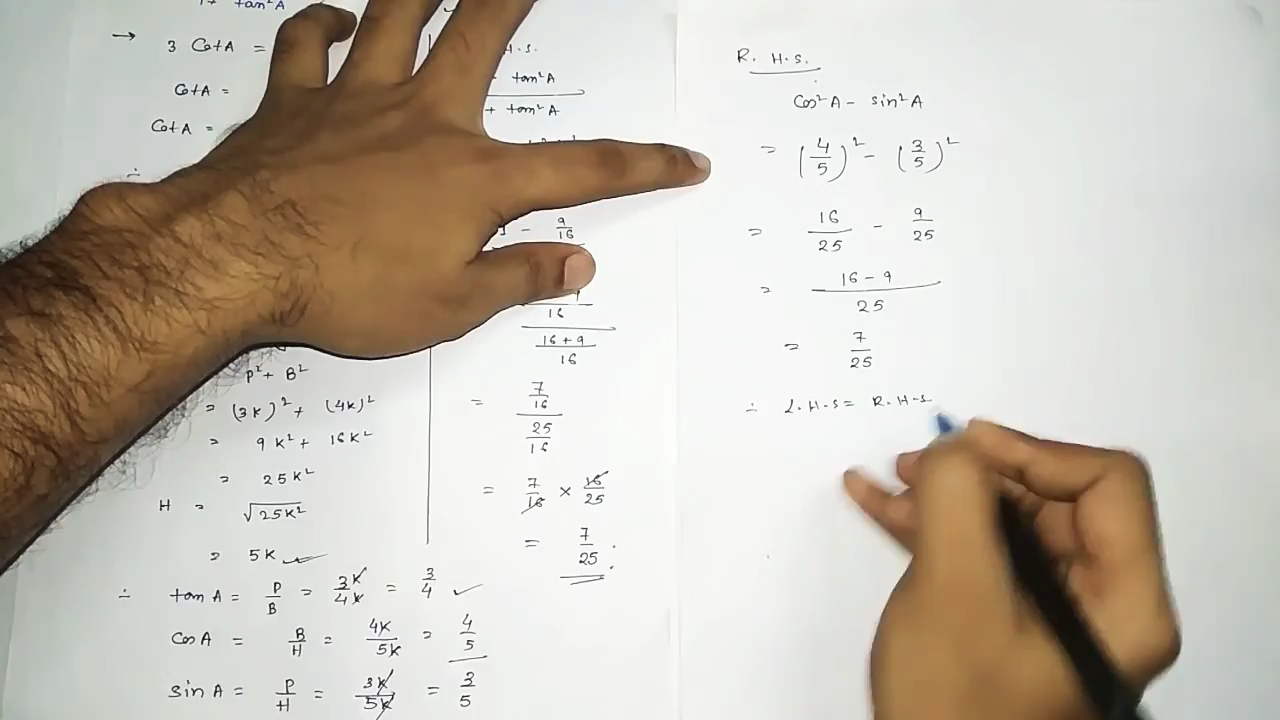 1+ tan²A
→ 3 CotA =
CotA =
CotA =
∴
P²+ B²
= (3K)²+ (4K)²
= 9K²+ 16K²
= 25K²
H = √25K²
= 5K
∴ tanA = P/B = 3K/4K = 3/4
CosA = B/H = 4K/5K = 4/5
sinA = P/H = 3K/5K = 3/5
H.S.
tan²A
+ tan²A
- 9/16
16
16+9
16
= 7/16
25/16
= 7/16 × 16/25
= 7/25
R. H.S.
Cos²A - sin²A
= (4/5)² - (3/5)²
= 16/25 - 9/25
= 16-9
25
= 7/25
∴ L.H.S = R.H.S.